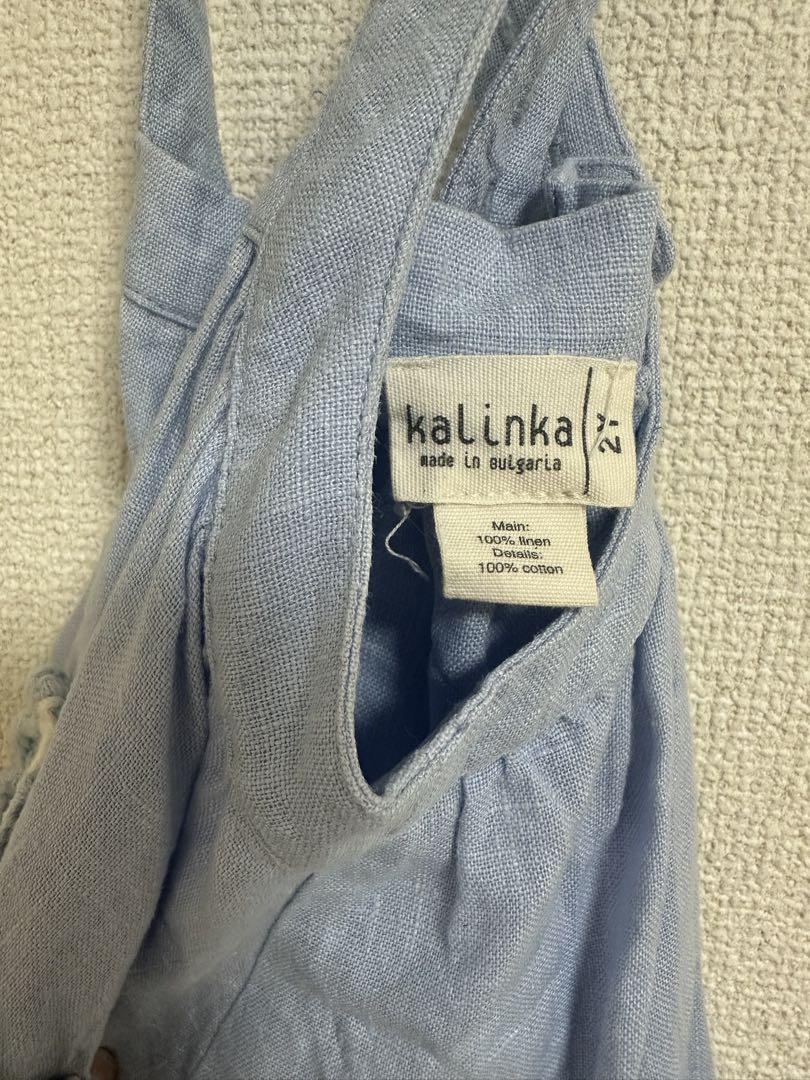 kalinka
made in Bulgaria
2Y
Main:
100% linen
Details:
100% cotton